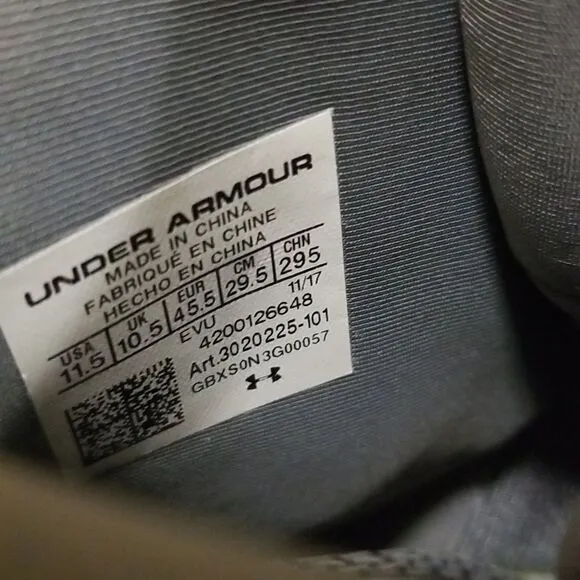 UNDER ARMOUR
MADE IN CHINA
FABRIQUÉ EN CHINE
HECHO EN CHINA
USA UK EUR CM CHN
11.5 10.5 45.5 29.5 295
EVU 11/17
4200126648
Art.3020225-101
GBXS0N3G00057